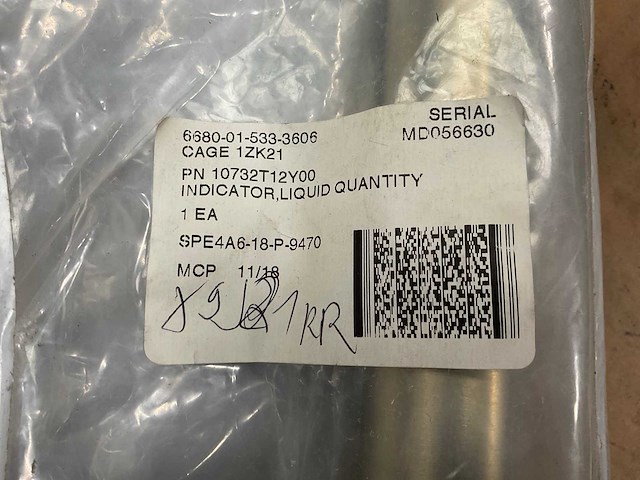 SERIAL
6680-01-533-3606 MD056630
CAGE 1ZK21
PN 10732T12Y00
INDICATOR,LIQUID QUANTITY
1 EA
SPE4A6-18-P-9470
MCP 11/18